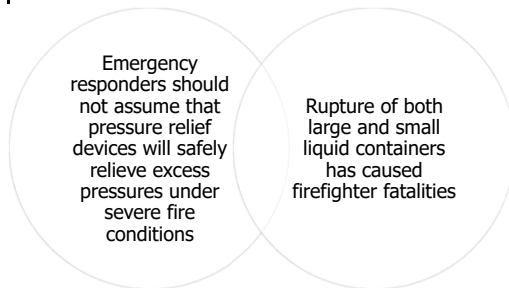 Emergency
responders should
not assume that
pressure relief
devices will safely
relieve excess
pressures under
severe fire
conditions
Rupture of both
large and small
liquid containers
has caused
firefighter fatalities